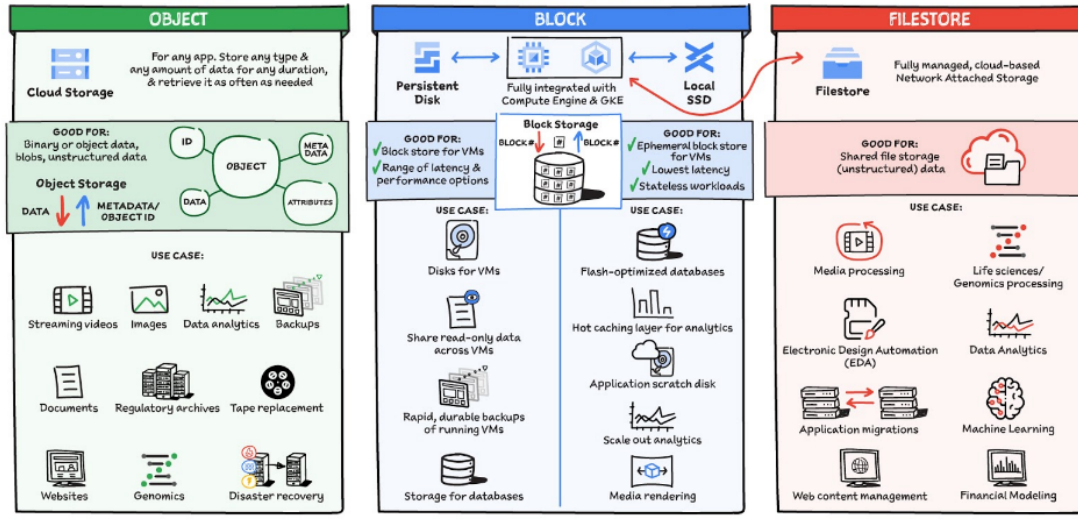 OBJECT
Cloud Storage
For any app. Store any type &
any amount of data for any duration,
& retrieve it as often as needed
GOOD FOR:
Binary or object data,
blobs, unstructured data
Object Storage
DATA
METADATA/
OBJECT ID
ID
META
DATA
OBJECT
DATA
ATTRIBUTES
USE CASE:
Streaming videos
Images
Data analytics
Backups
Documents
Regulatory archives
Tape replacement
Websites
Genomics
Disaster recovery
BLOCK
Persistent
Disk
Fully integrated with
Compute Engine & GKE
Local
SSD
GOOD FOR:
Block store for VMs
Range of latency &
performance options
Block Storage
BLOCK#
#
BLOCK#
# # #
# # #
# # #
GOOD FOR:
Ephemeral block store
for VMs
Lowest latency
Stateless workloads
USE CASE:
Disks for VMs
Share read-only data
across VMs
Rapid, durable backups
of running VMs
Storage for databases
USE CASE:
Flash-optimized databases
Hot caching layer for analytics
Application scratch disk
Scale out analytics
Media rendering
FILESTORE
Filestore
Fully managed, cloud-based
Network Attached Storage
GOOD FOR:
Shared file storage
(unstructured) data
USE CASE:
Media processing
Life sciences/
Genomics processing
Electronic Design Automation
(EDA)
Data Analytics
Application migrations
Machine Learning
Web content management
Financial Modeling